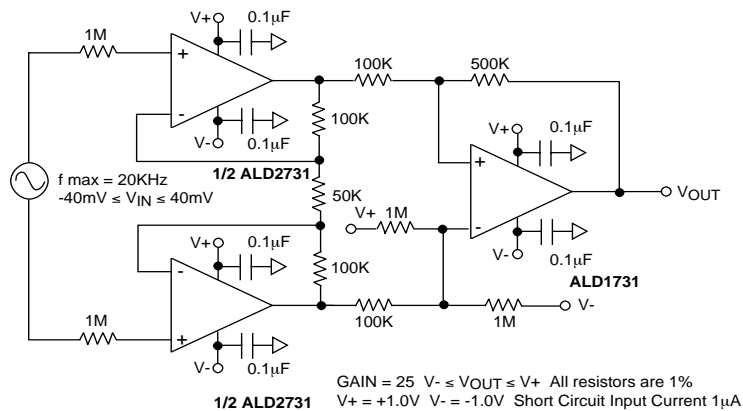 V+
0.1μF
1M
+
-
100K
500K
100K
V-
0.1μF
1/2 ALD2731
V+
0.1μF
+
-
VOUT
f max = 20KHz
-40mV ≤ VIN ≤ 40mV
50K
V+
1M
V-
0.1μF
ALD1731
V+
0.1μF
-
+
100K
1M
100K
1M
V-
V-
0.1μF
1/2 ALD2731
GAIN = 25 V- ≤ VOUT ≤ V+ All resistors are 1%
V+ = +1.0V V- = -1.0V Short Circuit Input Current 1μA